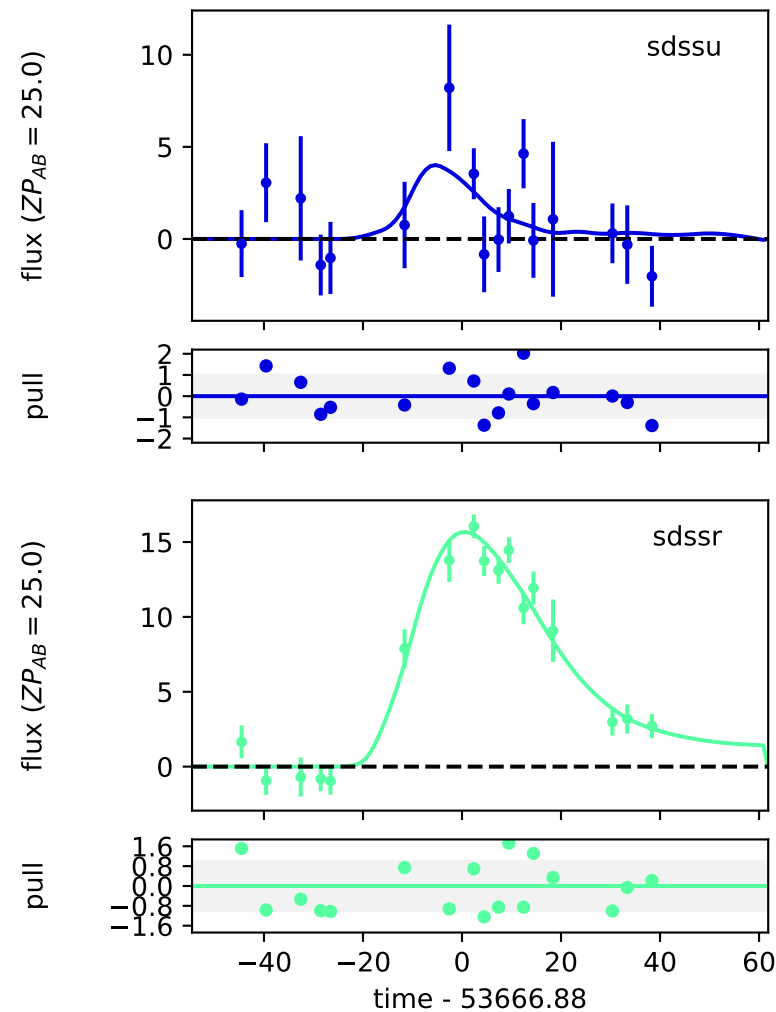 sdssu
flux (ZP_AB = 25.0)
10
5
0
pull
2
1
0
−1
−2
sdssr
flux (ZP_AB = 25.0)
15
10
5
0
pull
1.6
0.8
0.0
−0.8
−1.6
−40 −20 0 20 40 60
time - 53666.88